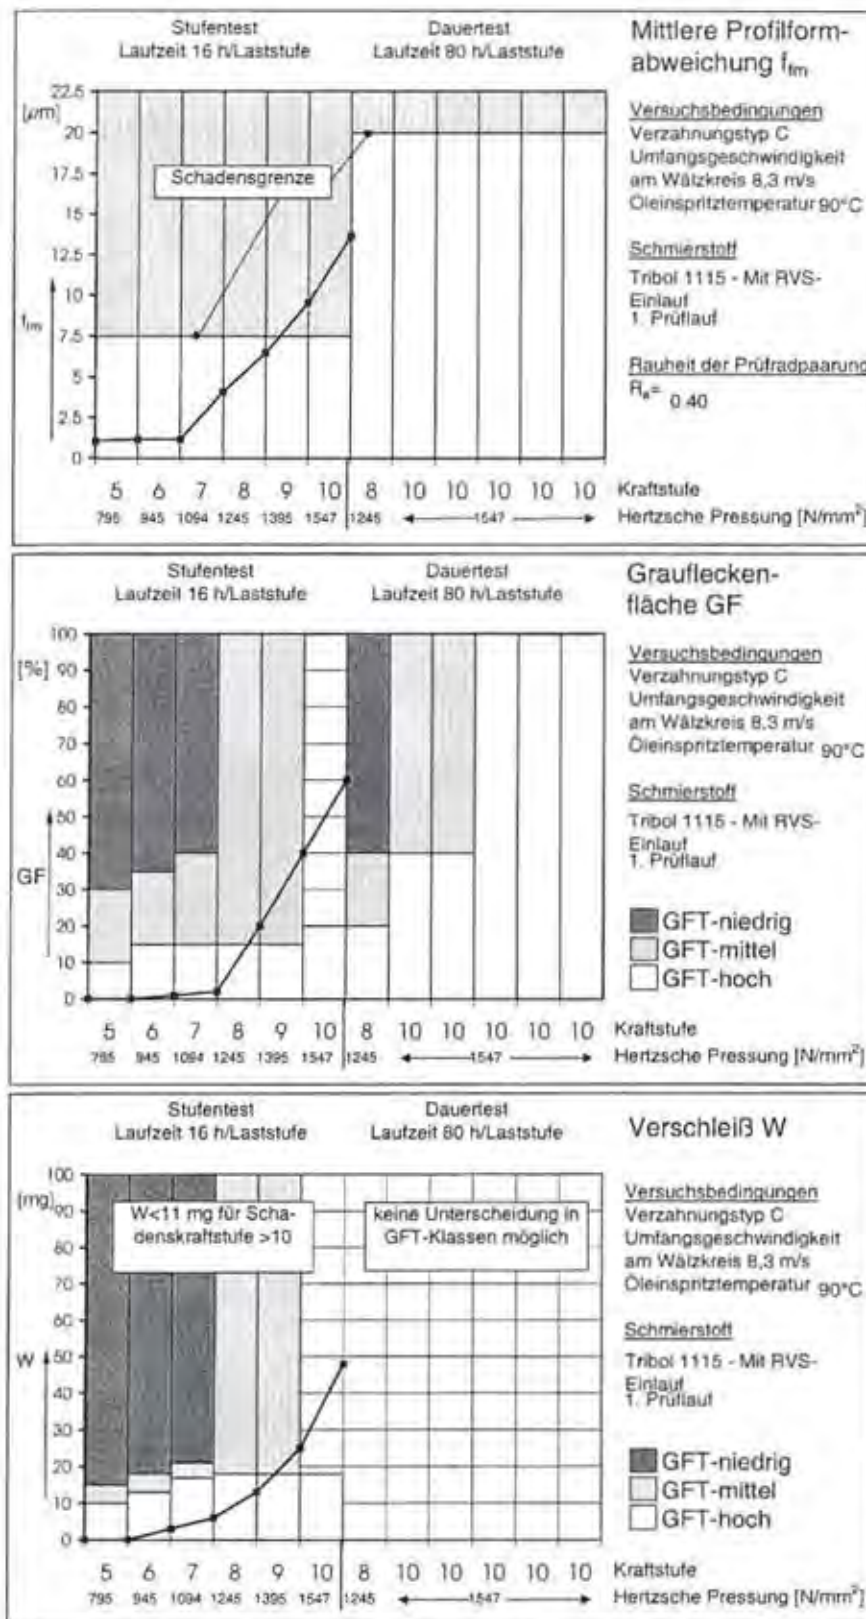 Stufentest
Laufzeit 16 h/Laststufe
Dauertest
Laufzeit 80 h/Laststufe
Mittlere Profilform-
abweichung f_fm
[µm]
22.5
20
17.5
15
12.5
10
7.5
5
2.5
0
f_fm
Schadensgrenze
Versuchsbedingungen
Verzahnungstyp C
Umfangsgeschwindigkeit
am Wälzkreis 8,3 m/s
Öleinspritztemperatur 90°C
Schmierstoff
Tribol 1115 - Mit RVS-
Einlauf
1. Prüflauf
Rauheit der Prüfradpaarung
R_a= 0.40
5 6 7 8 9 10 8 10 10 10 10 10 Kraftstufe
795 945 1094 1245 1395 1547 1245 1547 Hertzsche Pressung [N/mm²]
Stufentest
Laufzeit 16 h/Laststufe
Dauertest
Laufzeit 80 h/Laststufe
Grauflecken-
fläche GF
[%]
100
90
80
70
60
50
40
30
20
10
0
GF
Versuchsbedingungen
Verzahnungstyp C
Umfangsgeschwindigkeit
am Wälzkreis 8,3 m/s
Öleinspritztemperatur 90°C
Schmierstoff
Tribol 1115 - Mit RVS-
Einlauf
1. Prüflauf
GFT-niedrig
GFT-mittel
GFT-hoch
5 6 7 8 9 10 8 10 10 10 10 10 Kraftstufe
795 945 1094 1245 1395 1547 1245 1547 Hertzsche Pressung [N/mm²]
Stufentest
Laufzeit 16 h/Laststufe
Dauertest
Laufzeit 80 h/Laststufe
Verschleiß W
[mg]
100
90
80
70
60
50
40
30
20
10
0
W
W<11 mg für Scha-
denskraftstufe >10
keine Unterscheidung in
GFT-Klassen möglich
Versuchsbedingungen
Verzahnungstyp C
Umfangsgeschwindigkeit
am Wälzkreis 8,3 m/s
Öleinspritztemperatur 90°C
Schmierstoff
Tribol 1115 - Mit RVS-
Einlauf
1. Prüflauf
GFT-niedrig
GFT-mittel
GFT-hoch
5 6 7 8 9 10 8 10 10 10 10 10 Kraftstufe
795 945 1094 1245 1395 1547 1245 1547 Hertzsche Pressung [N/mm²]